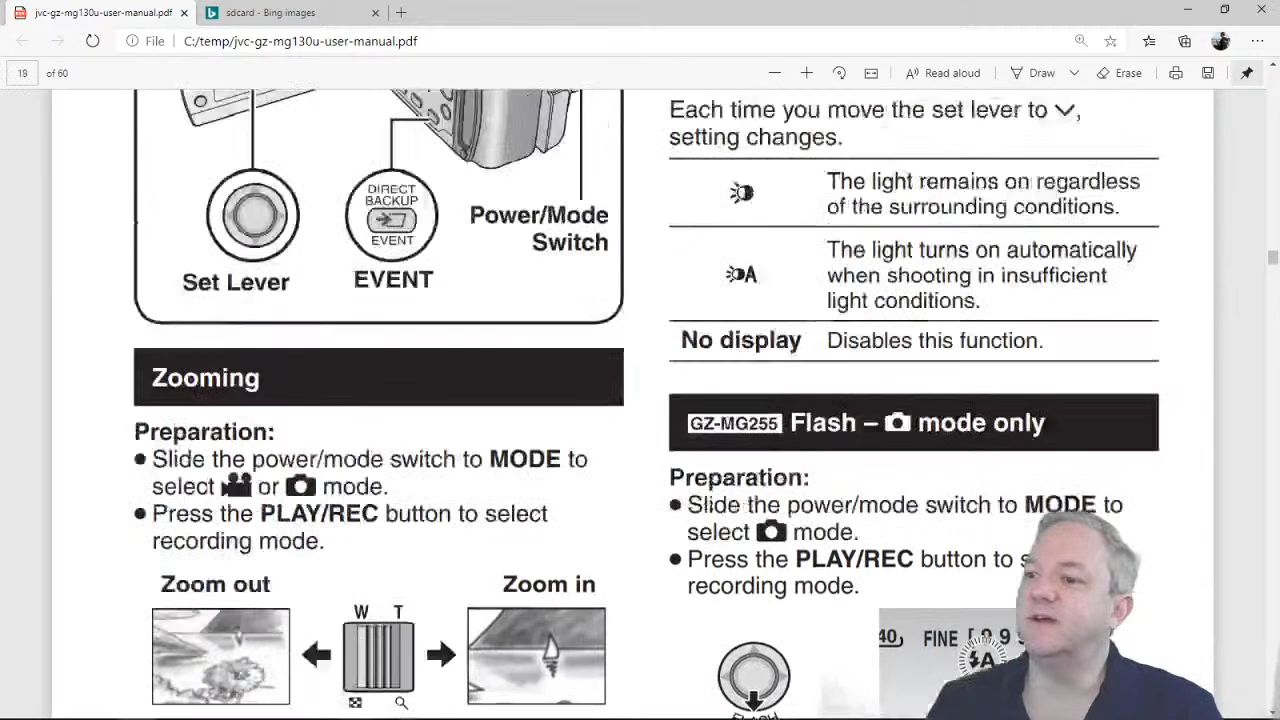 jvc-gz-mg130u-user-manual.pdf
sdcard - Bing images
File
C:/temp/jvc-gz-mg130u-user-manual.pdf
18 of 60
Read aloud
Draw
Erase
DIRECT
BACKUP
EVENT
Set Lever
EVENT
Power/Mode
Switch
Zooming
Preparation:
● Slide the power/mode switch to MODE to
select or mode.
● Press the PLAY/REC button to select
recording mode.
Zoom out
W T
Zoom in
Each time you move the set lever to
setting changes.
The light remains on regardless
of the surrounding conditions.
A
The light turns on automatically
when shooting in insufficient
light conditions.
No display
Disables this function.
GZ-MG255 Flash – mode only
Preparation:
● Slide the power/mode switch to MODE to
select mode.
● Press the PLAY/REC button to
recording mode.
FLASH
40
FINE
A